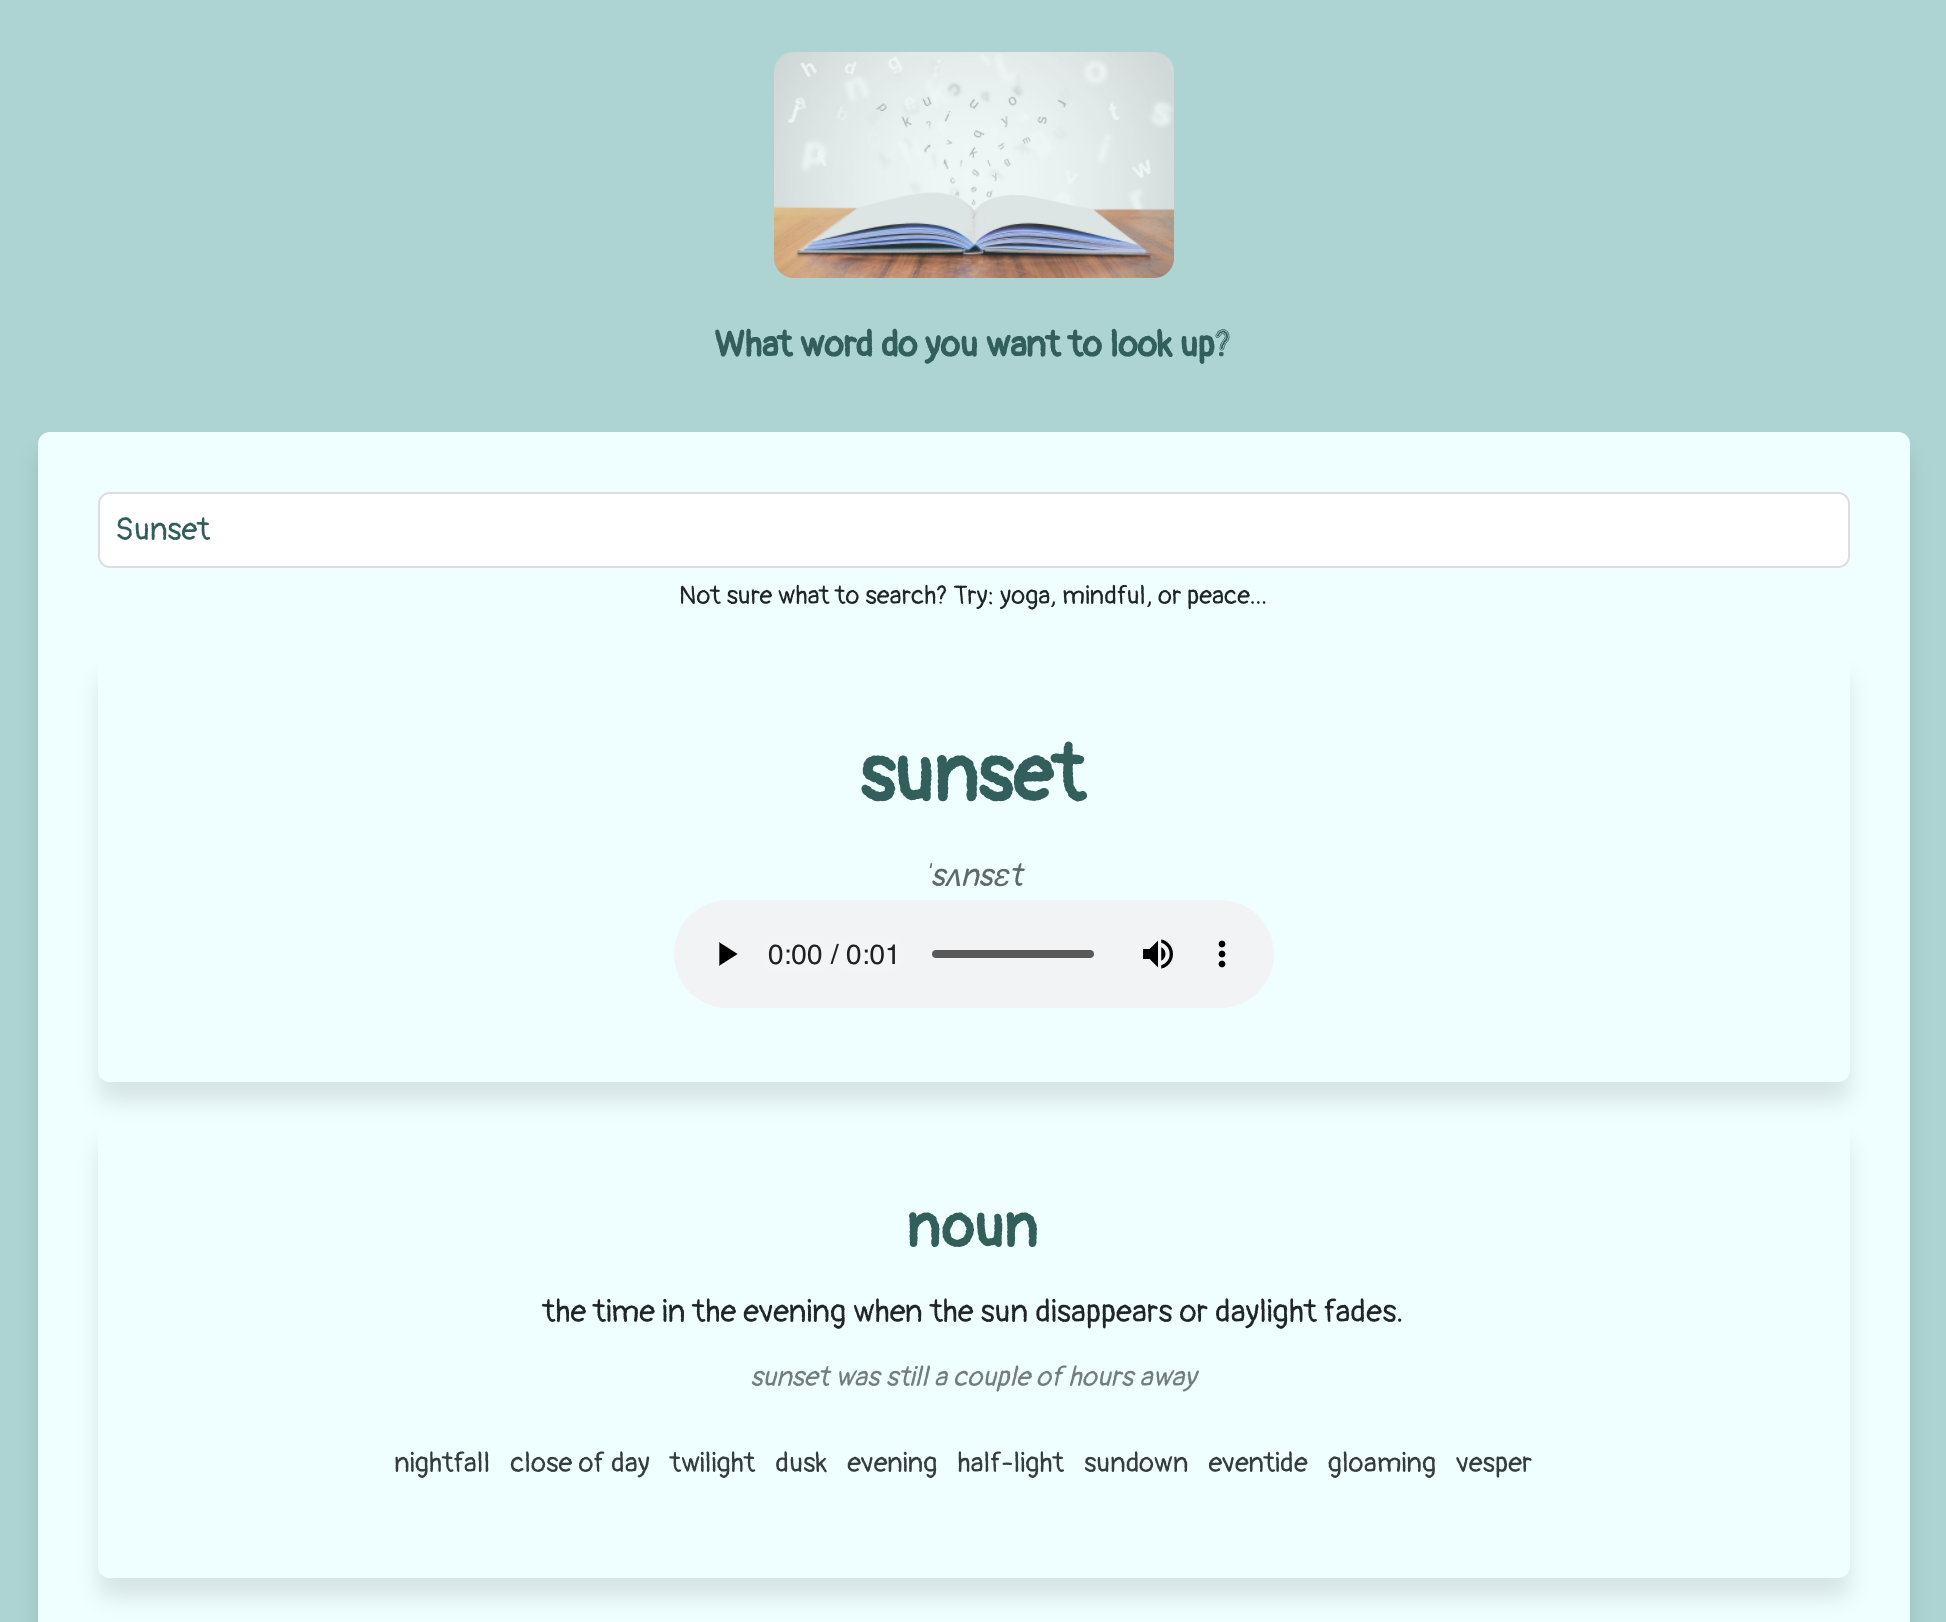 What word do you want to look up?
Sunset
Not sure what to search? Try: yoga, mindful, or peace...
sunset
ˈsʌnsɛt
0:00 / 0:01
noun
the time in the evening when the sun disappears or daylight fades.
sunset was still a couple of hours away
nightfall close of day twilight dusk evening half-light sundown eventide gloaming vesper